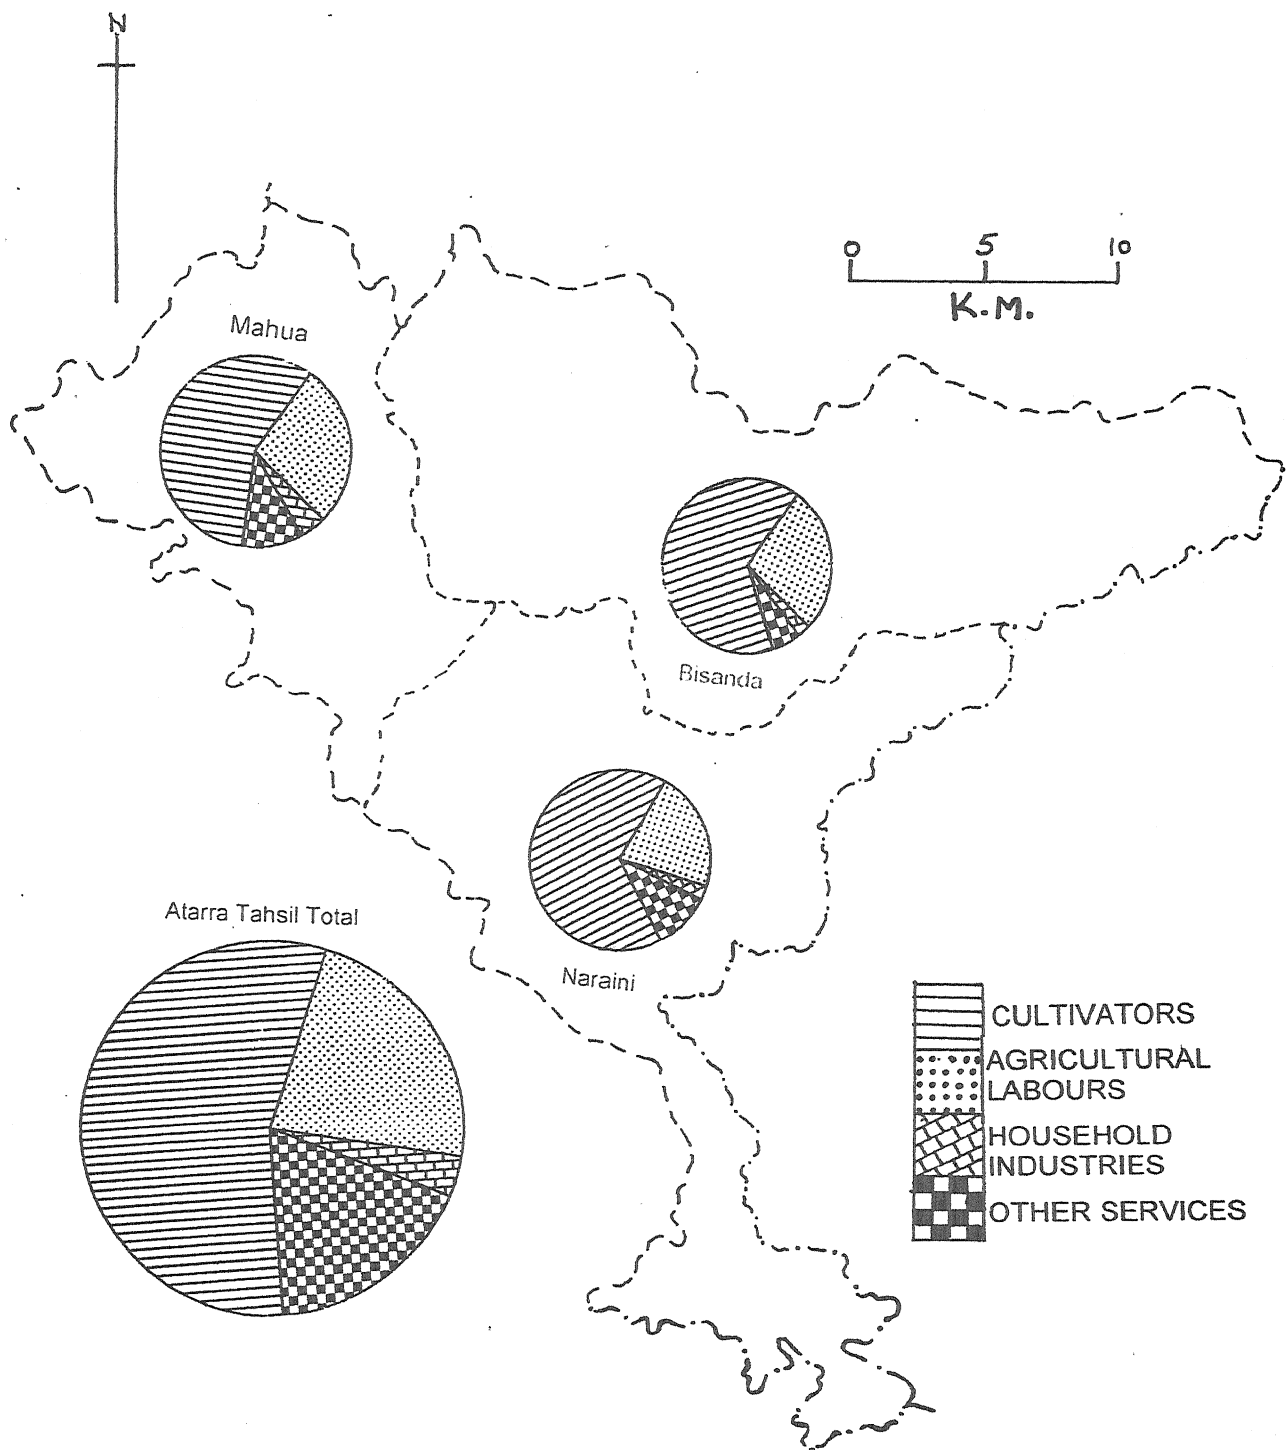 N
0 5 10
K.M.
Mahua
Bisanda
Naraini
Atarra Tahsil Total
CULTIVATORS
AGRICULTURAL
LABOURS
HOUSEHOLD
INDUSTRIES
OTHER SERVICES